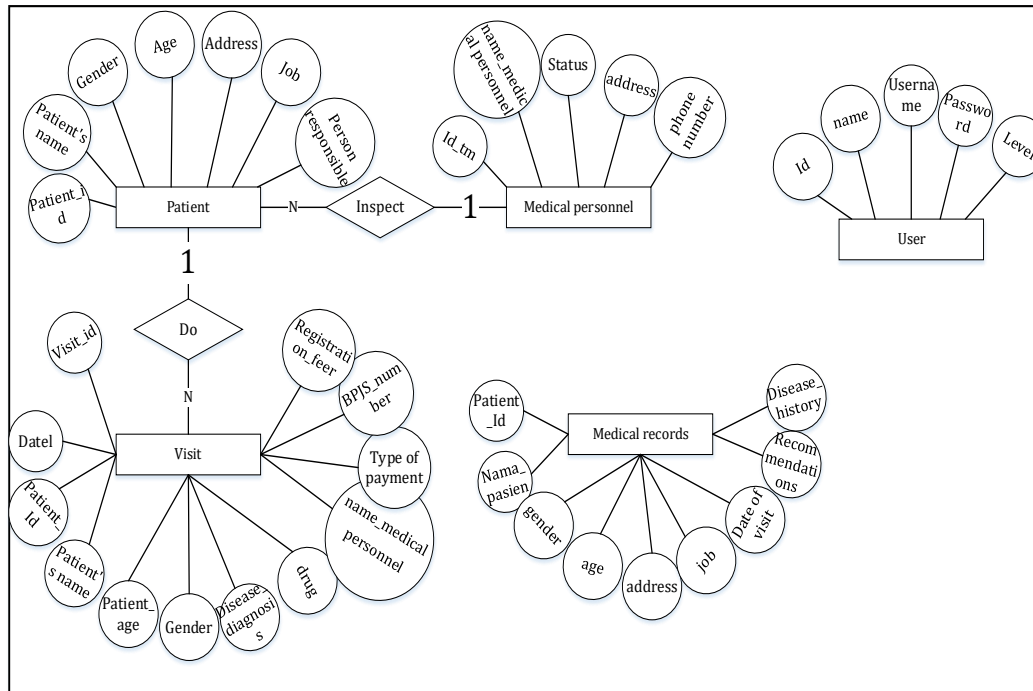 Patient_i
d
Patient's
name
Gender
Age
Address
Job
Person
responsible
Patient
N
Inspect
1
Medical personnel
Id_tm
name_medic
al personnel
Status
address
phone
number
User
Id
name
Userna
me
Passwo
rd
Level
1
Do
N
Visit
Visit_id
Datel
Patient_
Id
Patient'
s name
Patient_
age
Gender
Disease_
diagnosi
s
drug
name_medical
personnel
Type of
payment
BPJS_num
ber
Registrati
on_feer
Medical records
Patient
_Id
Nama_
pasien
gender
age
address
job
Date of
visit
Recom
mendati
ons
Disease_
history